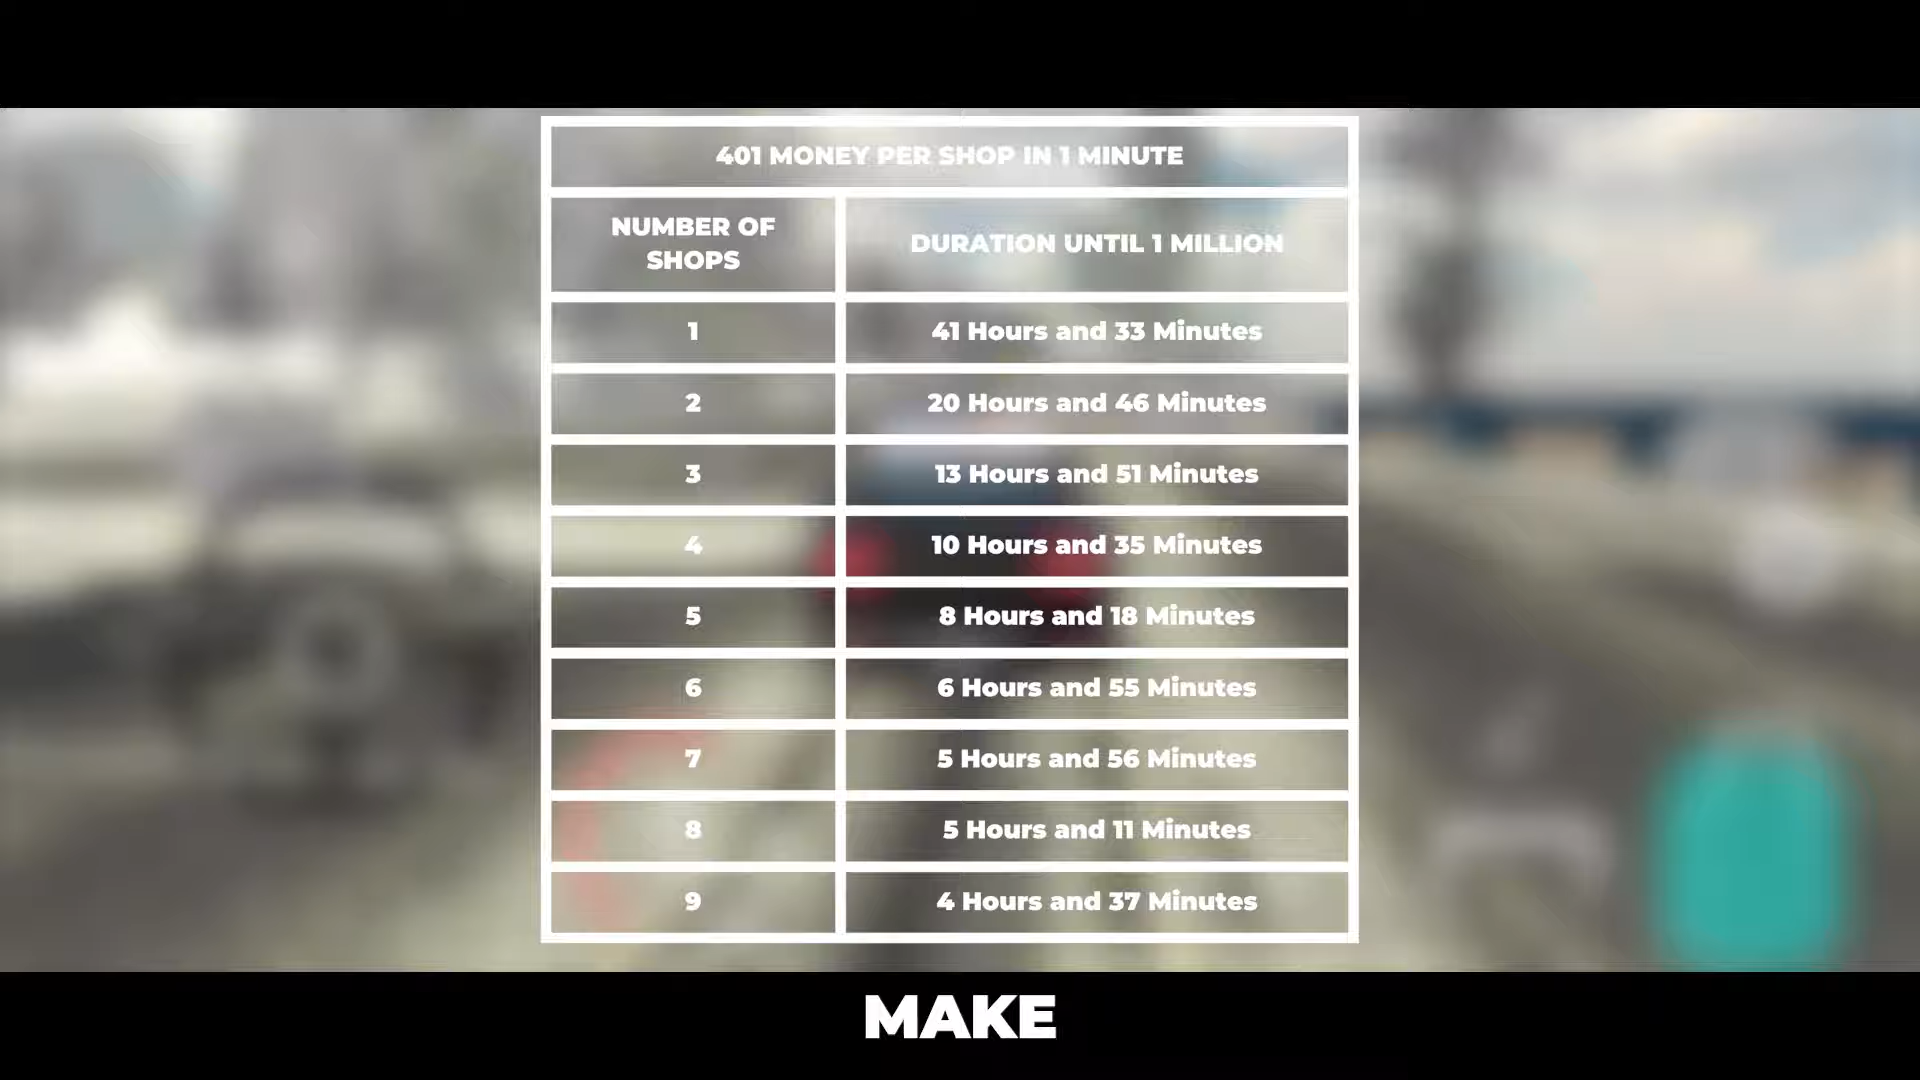 401 MONEY PER SHOP IN 1 MINUTE
NUMBER OF
SHOPS
DURATION UNTIL 1 MILLION
1
41 Hours and 33 Minutes
2
20 Hours and 46 Minutes
3
13 Hours and 51 Minutes
4
10 Hours and 35 Minutes
5
8 Hours and 18 Minutes
6
6 Hours and 55 Minutes
7
5 Hours and 56 Minutes
8
5 Hours and 11 Minutes
9
4 Hours and 37 Minutes
MAKE